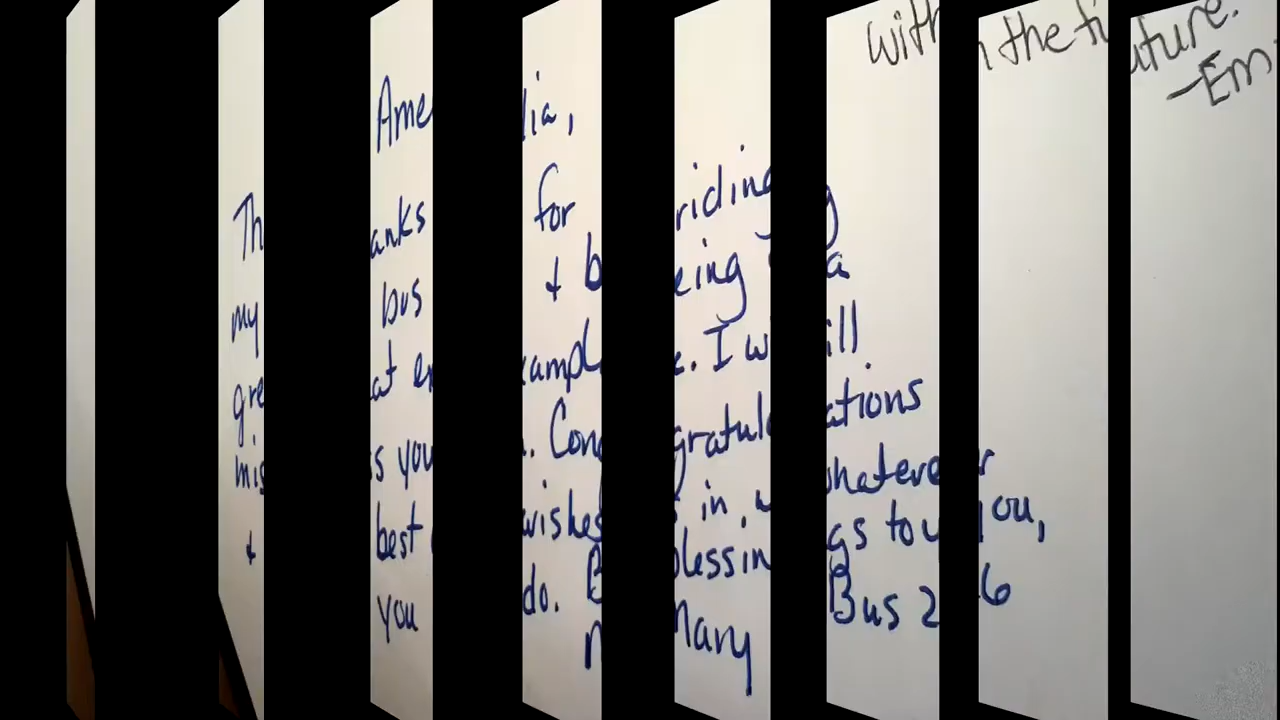 with the future.
-Em
Amelia,
Thanks for riding
my bus + being a
great example. I will
miss you. Congratulations
+ best wishes in whatever
you do. Blessings to you,
Mary Bus 26